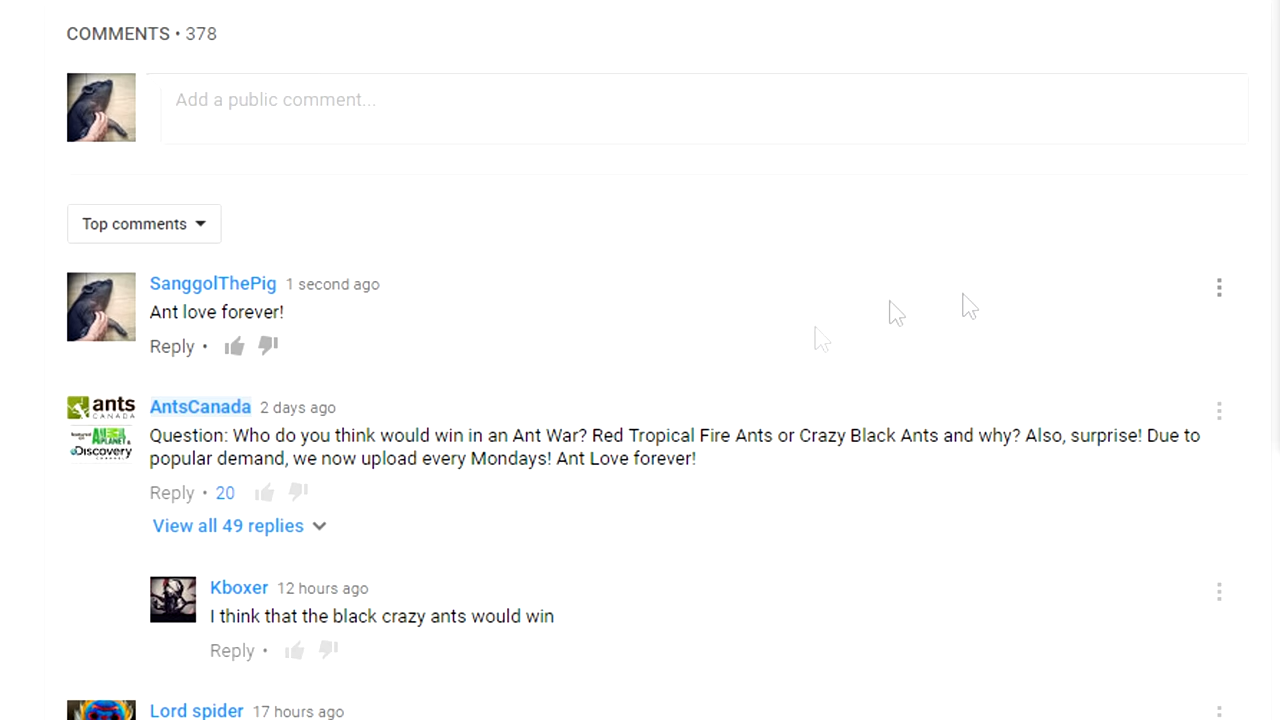 COMMENTS • 378
Add a public comment...
Top comments
SanggolThePig 1 second ago
Ant love forever!
Reply •
ants
CANADA
AntsCanada 2 days ago
Question: Who do you think would win in an Ant War? Red Tropical Fire Ants or Crazy Black Ants and why? Also, surprise! Due to
popular demand, we now upload every Mondays! Ant Love forever!
ANIMAL
PLANET
Discovery
Reply • 20
View all 49 replies
Kboxer 12 hours ago
I think that the black crazy ants would win
Reply •
Lord spider 17 hours ago